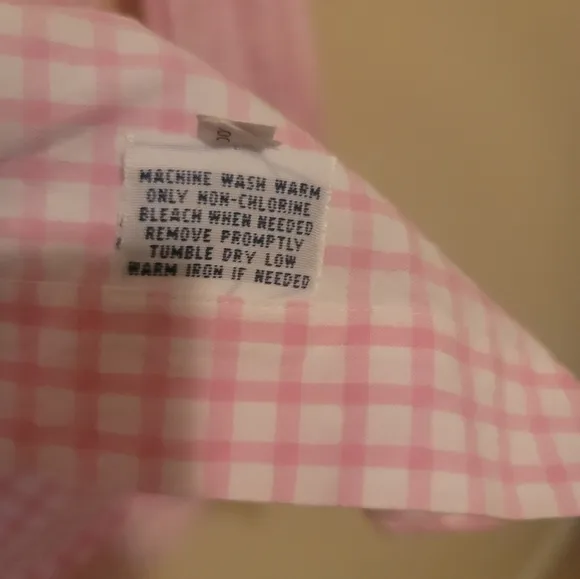 MACHINE WASH WARM
ONLY NON-CHLORINE
BLEACH WHEN NEEDED
REMOVE PROMPTLY
TUMBLE DRY LOW
WARM IRON IF NEEDED